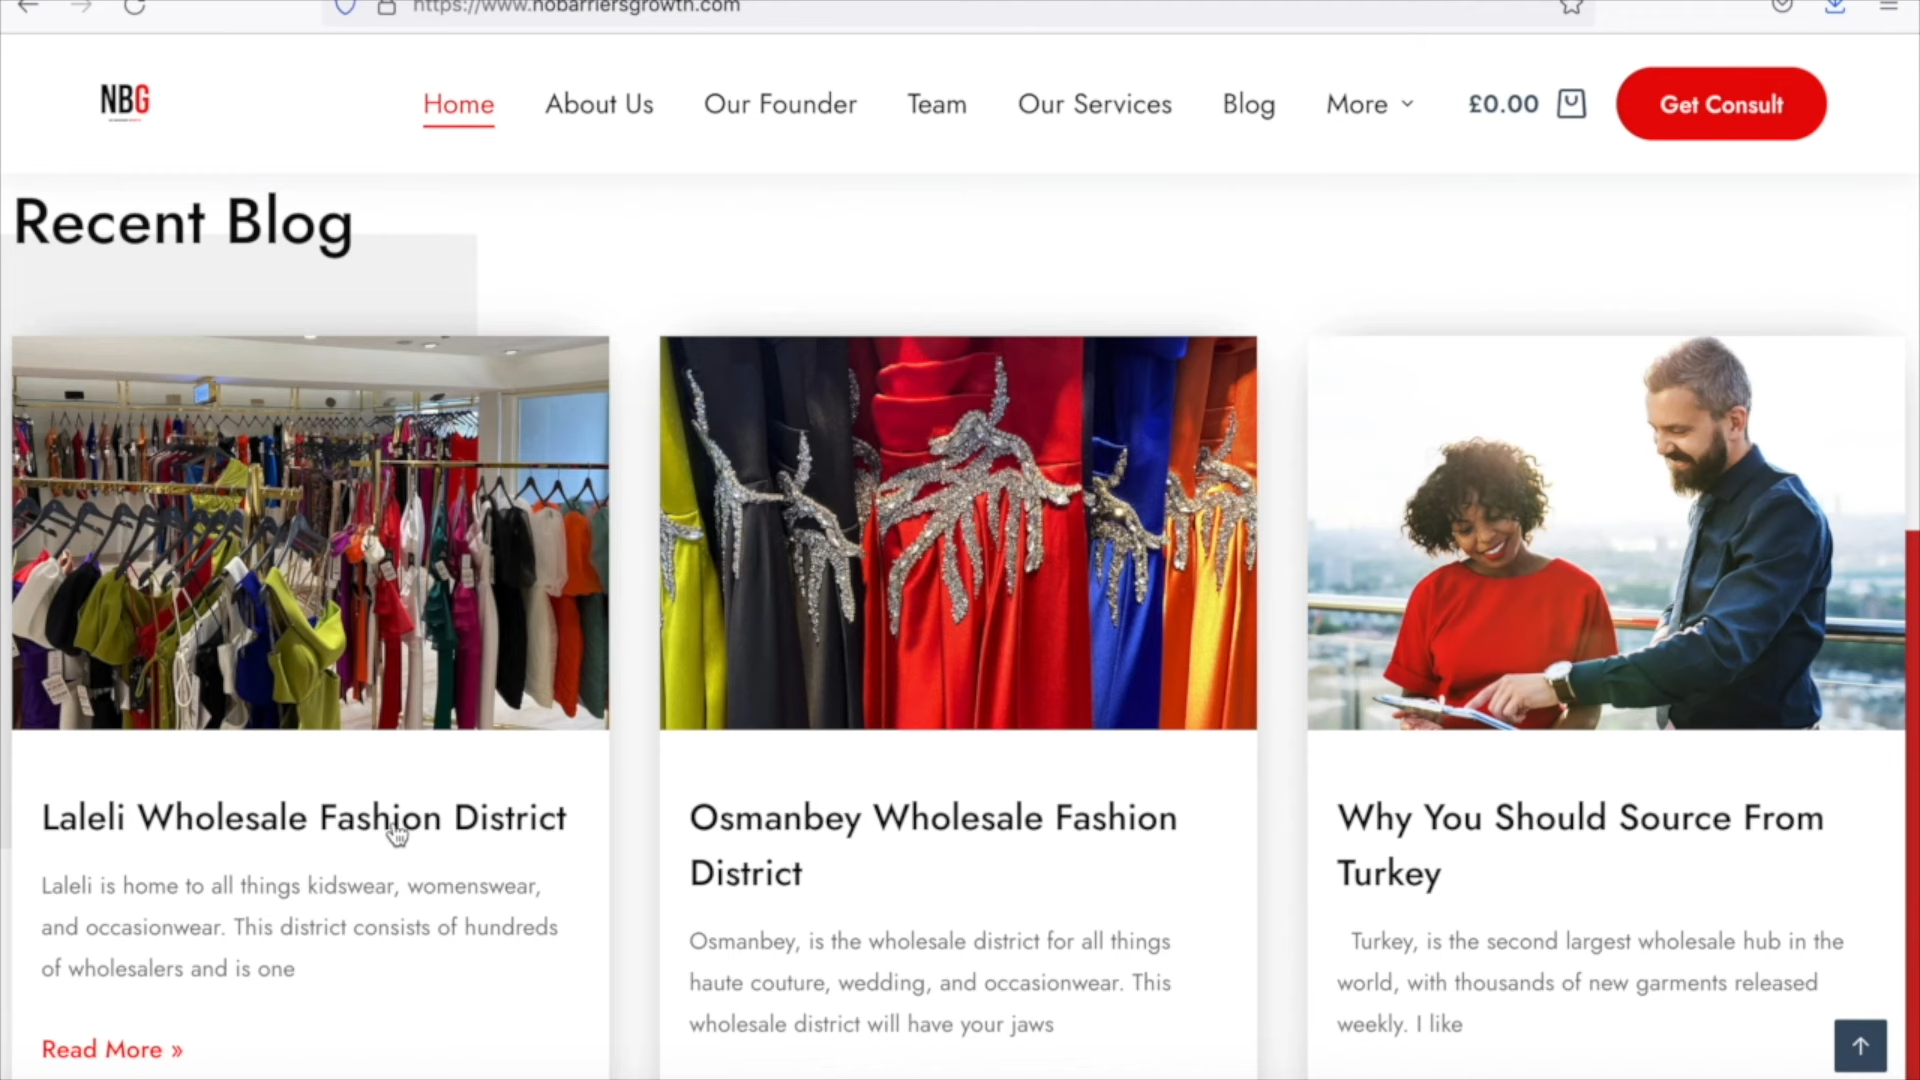 https://www.nobarriersgrowth.com
NBG
Home
About Us
Our Founder
Team
Our Services
Blog
More
£0.00
Get Consult
Recent Blog
Laleli Wholesale Fashion District
Laleli is home to all things kidswear, womenswear,
and occasionwear. This district consists of hundreds
of wholesalers and is one
Read More »
Osmanbey Wholesale Fashion
District
Osmanbey, is the wholesale district for all things
haute couture, wedding, and occasionwear. This
wholesale district will have your jaws
Why You Should Source From
Turkey
Turkey, is the second largest wholesale hub in the
world, with thousands of new garments released
weekly. I like